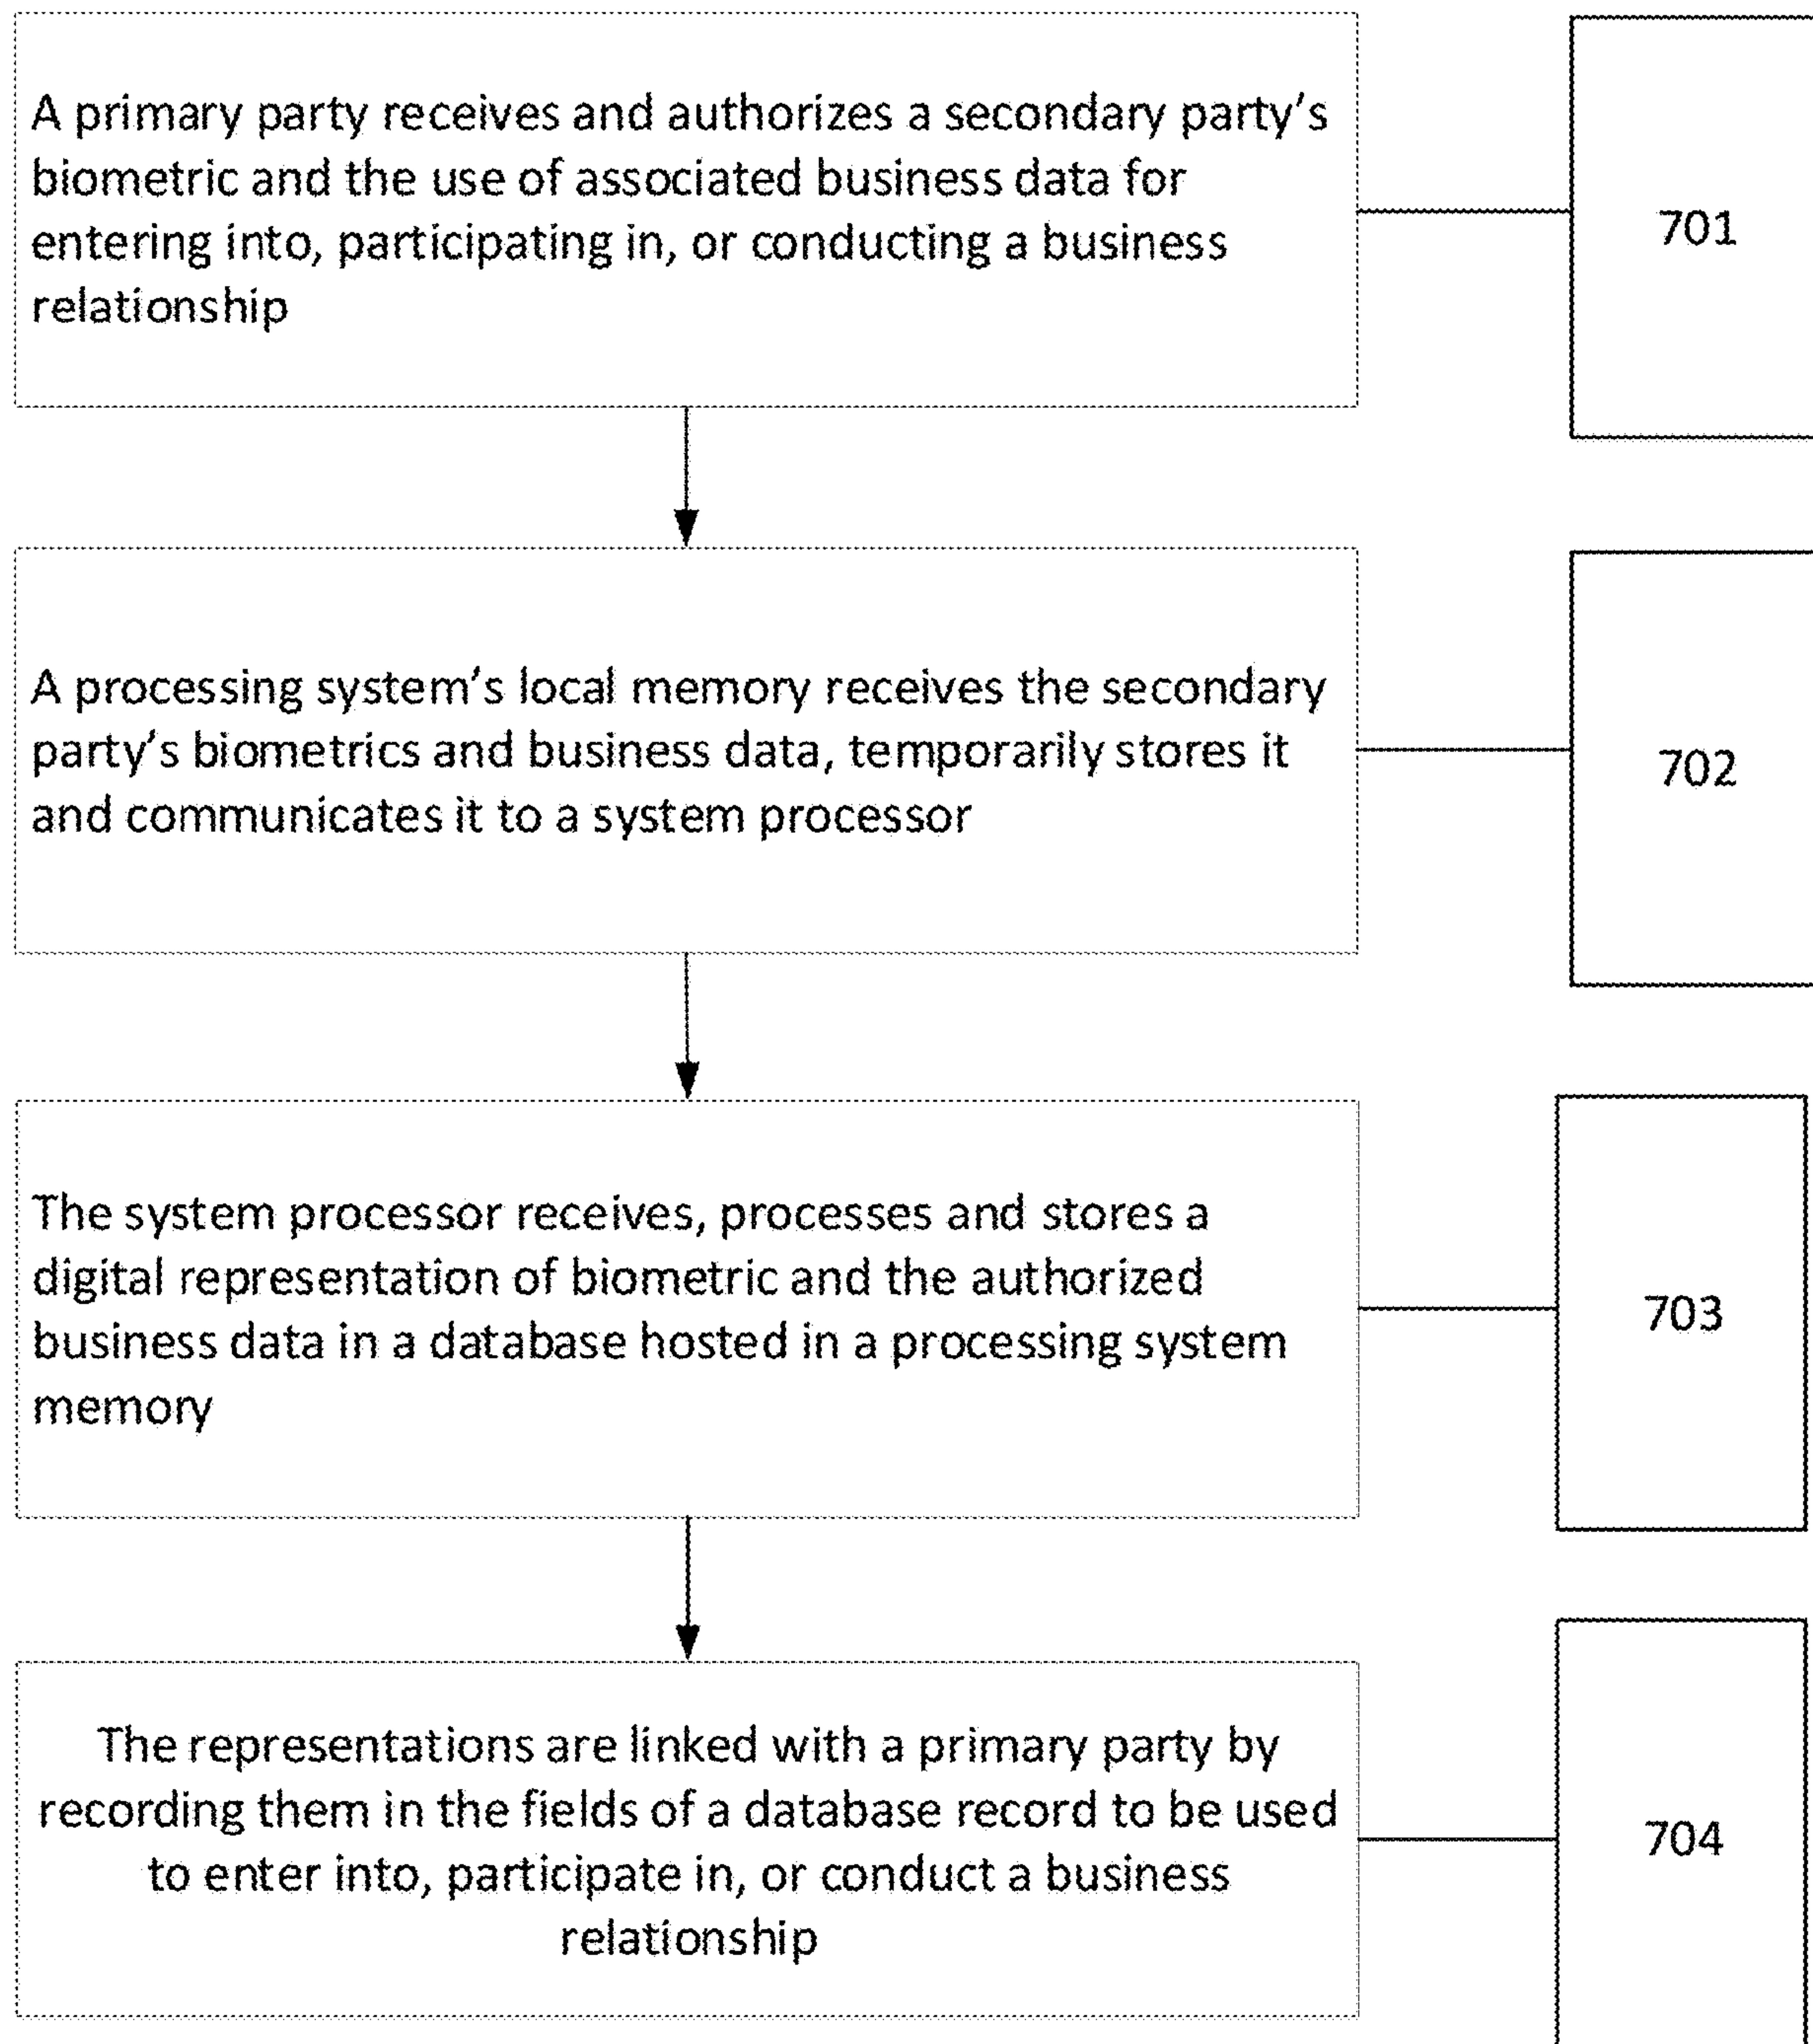 A primary party receives and authorizes a secondary party's
biometric and the use of associated business data for
entering into, participating in, or conducting a business
relationship
701
A processing system's local memory receives the secondary
party's biometrics and business data, temporarily stores it
and communicates it to a system processor
702
The system processor receives, processes and stores a
digital representation of biometric and the authorized
business data in a database hosted in a processing system
memory
703
The representations are linked with a primary party by
recording them in the fields of a database record to be used
to enter into, participate in, or conduct a business
relationship
704